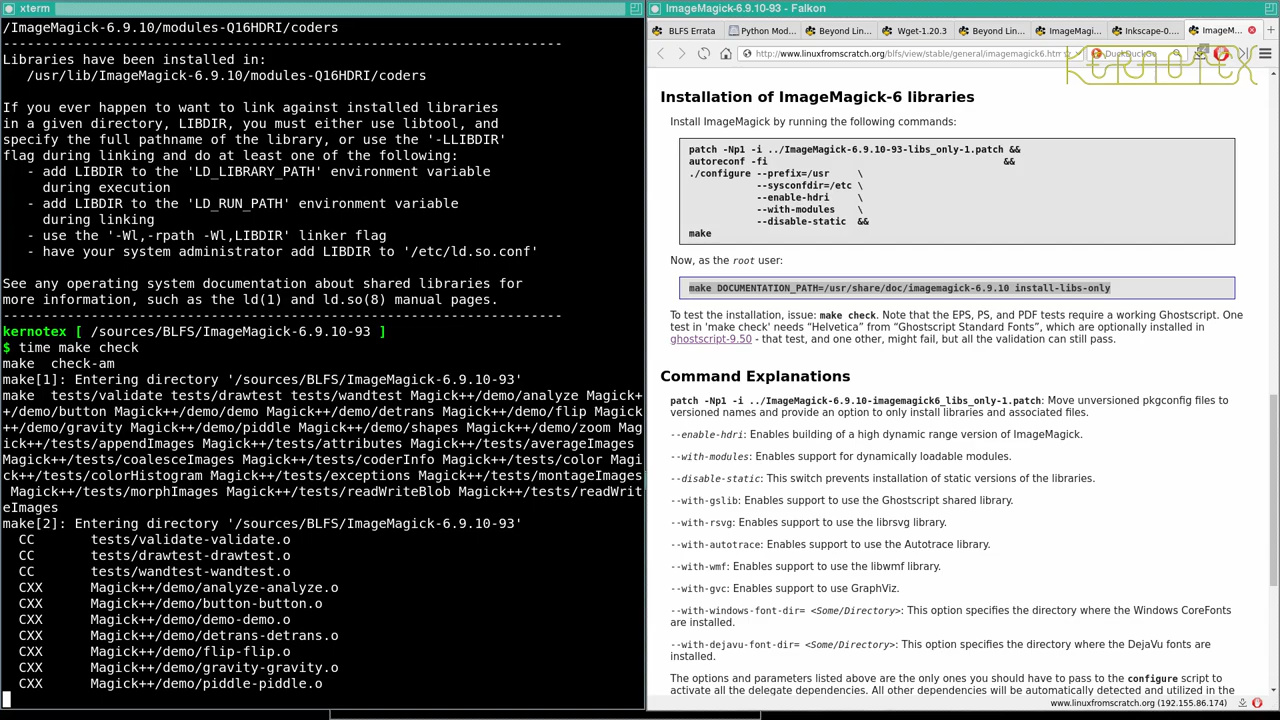 xterm
/ImageMagick-6.9.10/modules-Q16HDRI/coders
----------------------------------------------------------------------
Libraries have been installed in:
   /usr/lib/ImageMagick-6.9.10/modules-Q16HDRI/coders

If you ever happen to want to link against installed libraries
in a given directory, LIBDIR, you must either use libtool, and
specify the full pathname of the library, or use the '-LLIBDIR'
flag during linking and do at least one of the following:
   - add LIBDIR to the 'LD_LIBRARY_PATH' environment variable
     during execution
   - add LIBDIR to the 'LD_RUN_PATH' environment variable
     during linking
   - use the '-Wl,-rpath -Wl,LIBDIR' linker flag
   - have your system administrator add LIBDIR to '/etc/ld.so.conf'

See any operating system documentation about shared libraries for
more information, such as the ld(1) and ld.so(8) manual pages.
----------------------------------------------------------------------
kernotex [ /sources/BLFS/ImageMagick-6.9.10-93 ]
$ time make check
make  check-am
make[1]: Entering directory '/sources/BLFS/ImageMagick-6.9.10-93'
make  tests/validate tests/drawtest tests/wandtest Magick++/demo/analyze Magick+
+/demo/button Magick++/demo/demo Magick++/demo/detrans Magick++/demo/flip Magick
++/demo/gravity Magick++/demo/piddle Magick++/demo/shapes Magick++/demo/zoom Mag
ick++/tests/appendImages Magick++/tests/attributes Magick++/tests/averageImages
Magick++/tests/coalesceImages Magick++/tests/coderInfo Magick++/tests/color Magi
ck++/tests/colorHistogram Magick++/tests/exceptions Magick++/tests/montageImages
 Magick++/tests/morphImages Magick++/tests/readWriteBlob Magick++/tests/readWrit
eImages
make[2]: Entering directory '/sources/BLFS/ImageMagick-6.9.10-93'
  CC       tests/validate-validate.o
  CC       tests/drawtest-drawtest.o
  CC       tests/wandtest-wandtest.o
  CXX      Magick++/demo/analyze-analyze.o
  CXX      Magick++/demo/button-button.o
  CXX      Magick++/demo/demo-demo.o
  CXX      Magick++/demo/detrans-detrans.o
  CXX      Magick++/demo/flip-flip.o
  CXX      Magick++/demo/gravity-gravity.o
  CXX      Magick++/demo/piddle-piddle.o
ImageMagick-6.9.10-93 - Falkon
BLFS Errata Python Mod... Beyond Lin... Wget-1.20.3 Beyond Lin... ImageMagi... Inkscape-0... ImageM...
http://www.linuxfromscratch.org/blfs/view/stable/general/imagemagick6.htm DuckDuckGo
KERNOTEX
Installation of ImageMagick-6 libraries
Install ImageMagick by running the following commands:
patch -Np1 -i ../ImageMagick-6.9.10-93-libs_only-1.patch &&
autoreconf -fi                                           &&
./configure --prefix=/usr     \
            --sysconfdir=/etc \
            --enable-hdri     \
            --with-modules    \
            --disable-static  &&
make
Now, as the root user:
make DOCUMENTATION_PATH=/usr/share/doc/imagemagick-6.9.10 install-libs-only
To test the installation, issue: make check. Note that the EPS, PS, and PDF tests require a working Ghostscript. One
test in 'make check' needs “Helvetica” from “Ghostscript Standard Fonts”, which are optionally installed in
ghostscript-9.50 - that test, and one other, might fail, but all the validation can still pass.
Command Explanations
patch -Np1 -i ../ImageMagick-6.9.10-imagemagick6_libs_only-1.patch: Move unversioned pkgconfig files to
versioned names and provide an option to only install libraries and associated files.
--enable-hdri: Enables building of a high dynamic range version of ImageMagick.
--with-modules: Enables support for dynamically loadable modules.
--disable-static: This switch prevents installation of static versions of the libraries.
--with-gslib: Enables support to use the Ghostscript shared library.
--with-rsvg: Enables support to use the librsvg library.
--with-autotrace: Enables support to use the Autotrace library.
--with-wmf: Enables support to use the libwmf library.
--with-gvc: Enables support to use GraphViz.
--with-windows-font-dir= <Some/Directory>: This option specifies the directory where the Windows CoreFonts
are installed.
--with-dejavu-font-dir= <Some/Directory>: This option specifies the directory where the DejaVu fonts are
installed.
The options and parameters listed above are the only ones you should have to pass to the configure script to
activate all the delegate dependencies. All other dependencies will be automatically detected and utilized in the
www.linuxfromscratch.org (192.155.86.174)